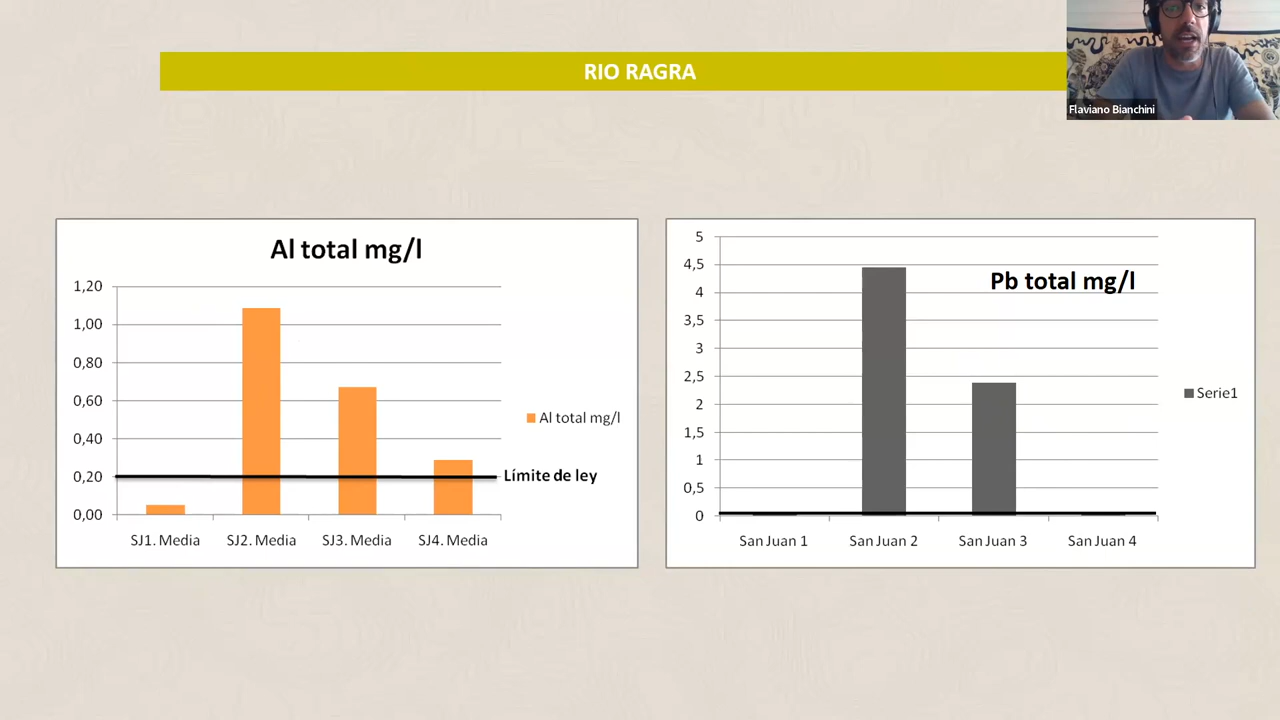 RIO RAGRA
Flaviano Bianchini
Al total mg/l
1,20
1,00
0,80
0,60
0,40
0,20
0,00
SJ1. Media
SJ2. Media
SJ3. Media
SJ4. Media
Al total mg/l
Límite de ley
Pb total mg/l
5
4,5
4
3,5
3
2,5
2
1,5
1
0,5
0
San Juan 1
San Juan 2
San Juan 3
San Juan 4
Serie1